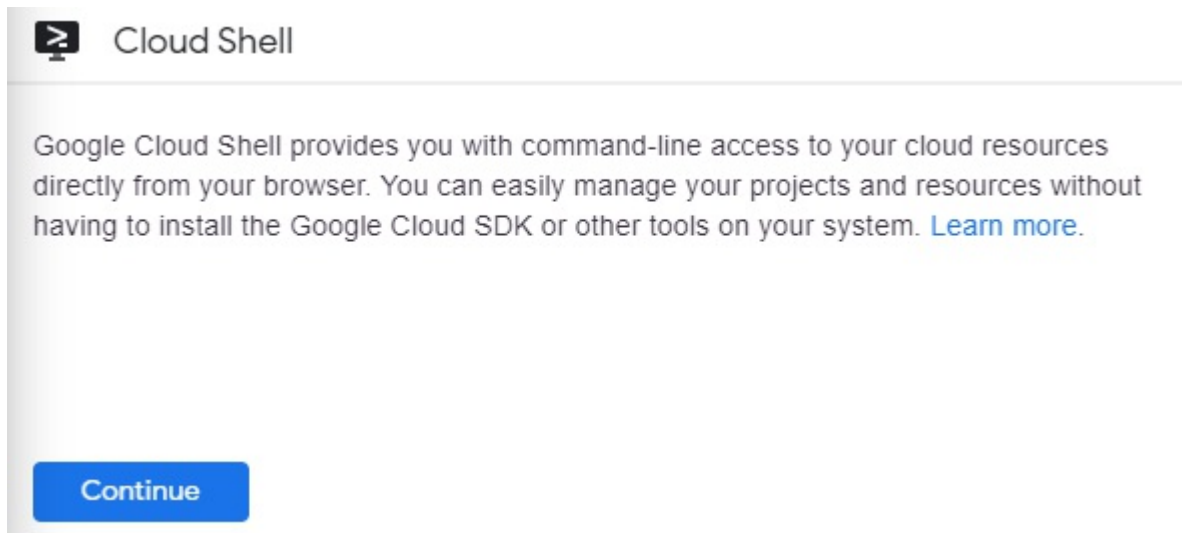 Cloud Shell
Google Cloud Shell provides you with command-line access to your cloud resources
directly from your browser. You can easily manage your projects and resources without
having to install the Google Cloud SDK or other tools on your system. Learn more.
Continue